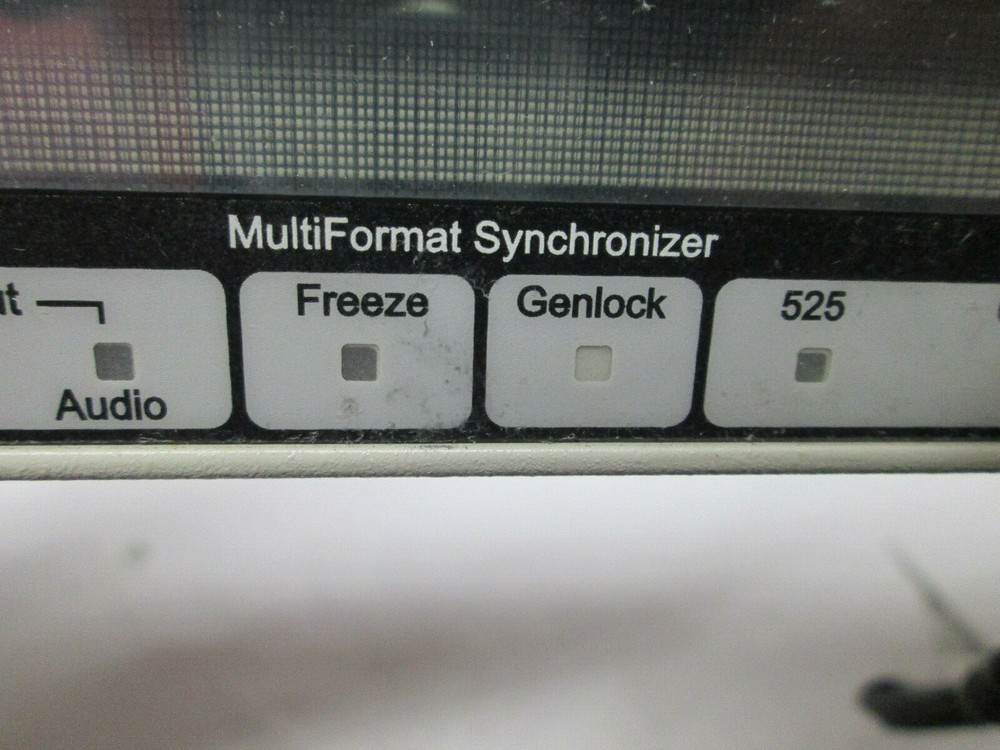 MultiFormat Synchronizer
Freeze
Genlock
525
Audio